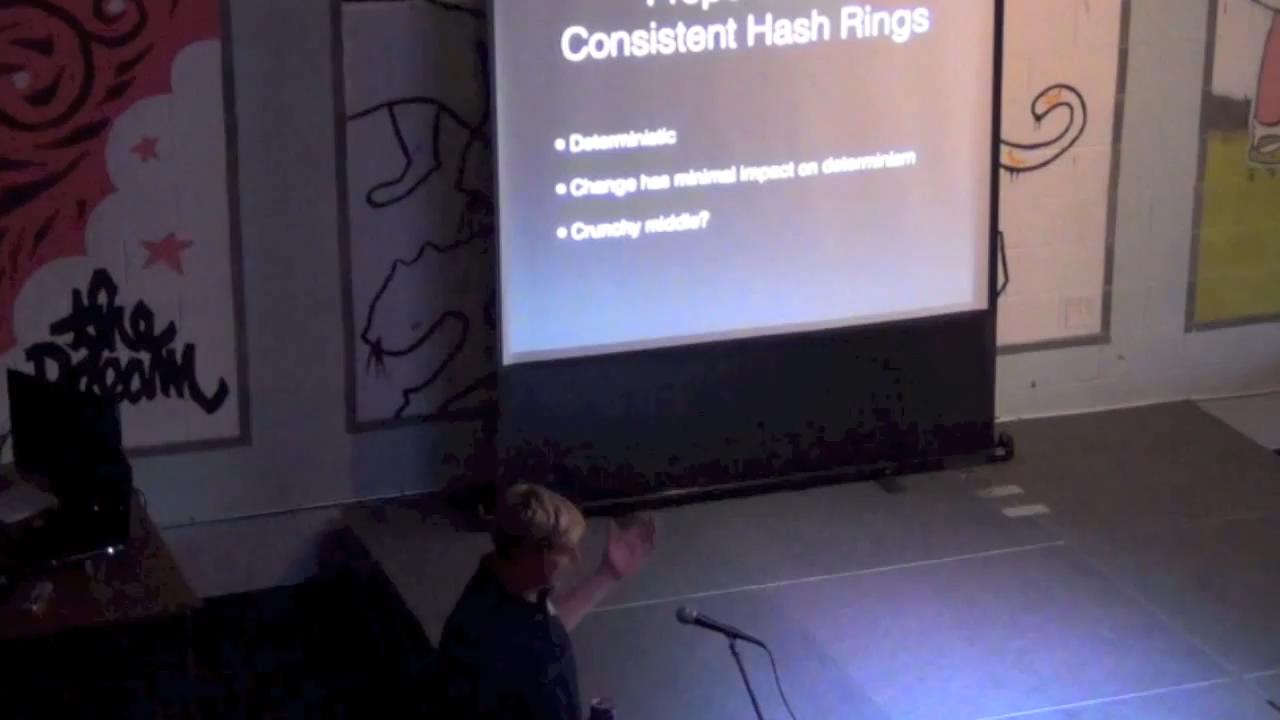 Consistent Hash Rings
• Deterministic
• Change has minimal impact on determinism
• Crunchy middle?
the
Dream